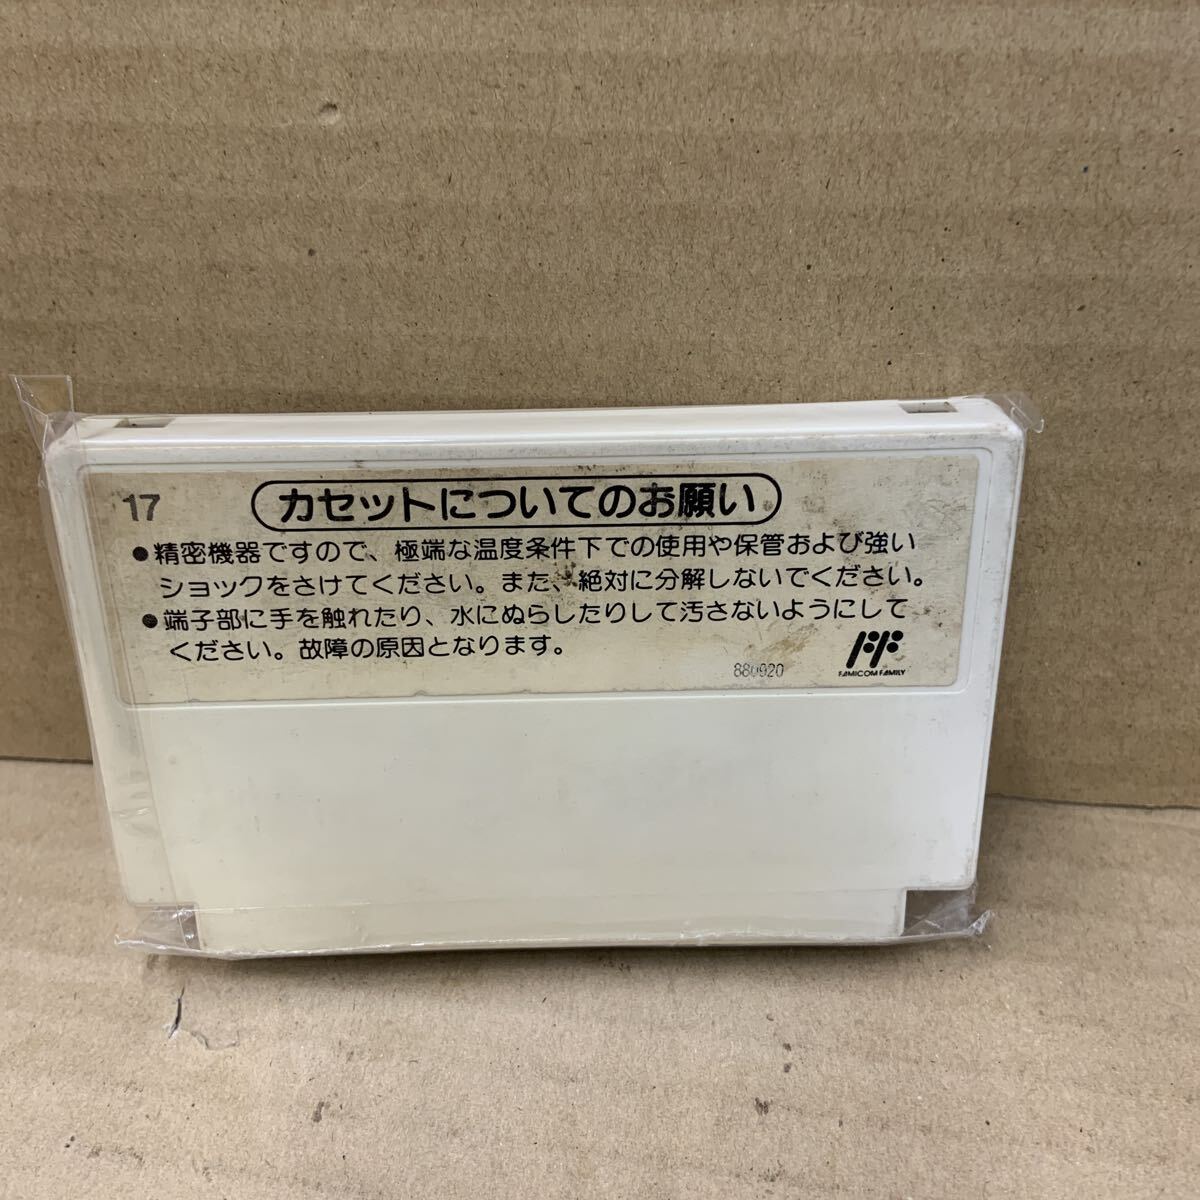 17
カセットについてのお願い
●精密機器ですので、極端な温度条件下での使用や保管および強い
ショックをさけてください。また、絶対に分解しないでください。
●端子部に手を触れたり、水にぬらしたりして汚さないようにして
ください。故障の原因となります。
880920
FAMICOM FAMILY